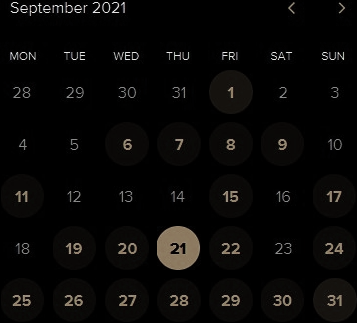 September 2021
MON TUE WED THU FRI SAT SUN
28 29 30 31 1 2 3
4 5 6 7 8 9 10
11 12 13 14 15 16 17
18 19 20 21 22 23 24
25 26 27 28 29 30 31